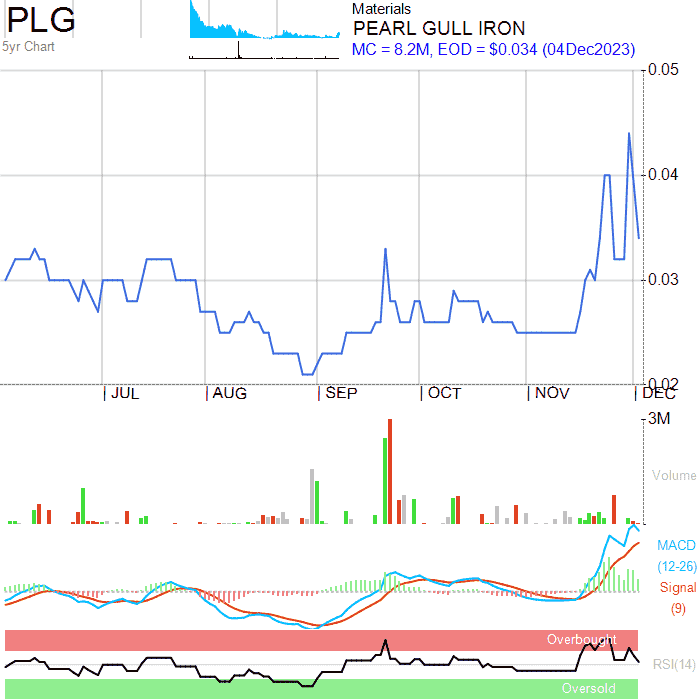 PLG
5yr Chart
Materials
PEARL GULL IRON
MC = 8.2M, EOD = $0.034 (04Dec2023)
0.05
0.04
0.03
0.02
JUL AUG SEP OCT NOV DEC
3M
Volume
MACD
(12-26)
Signal
(9)
Overbought
RSI(14)
Oversold